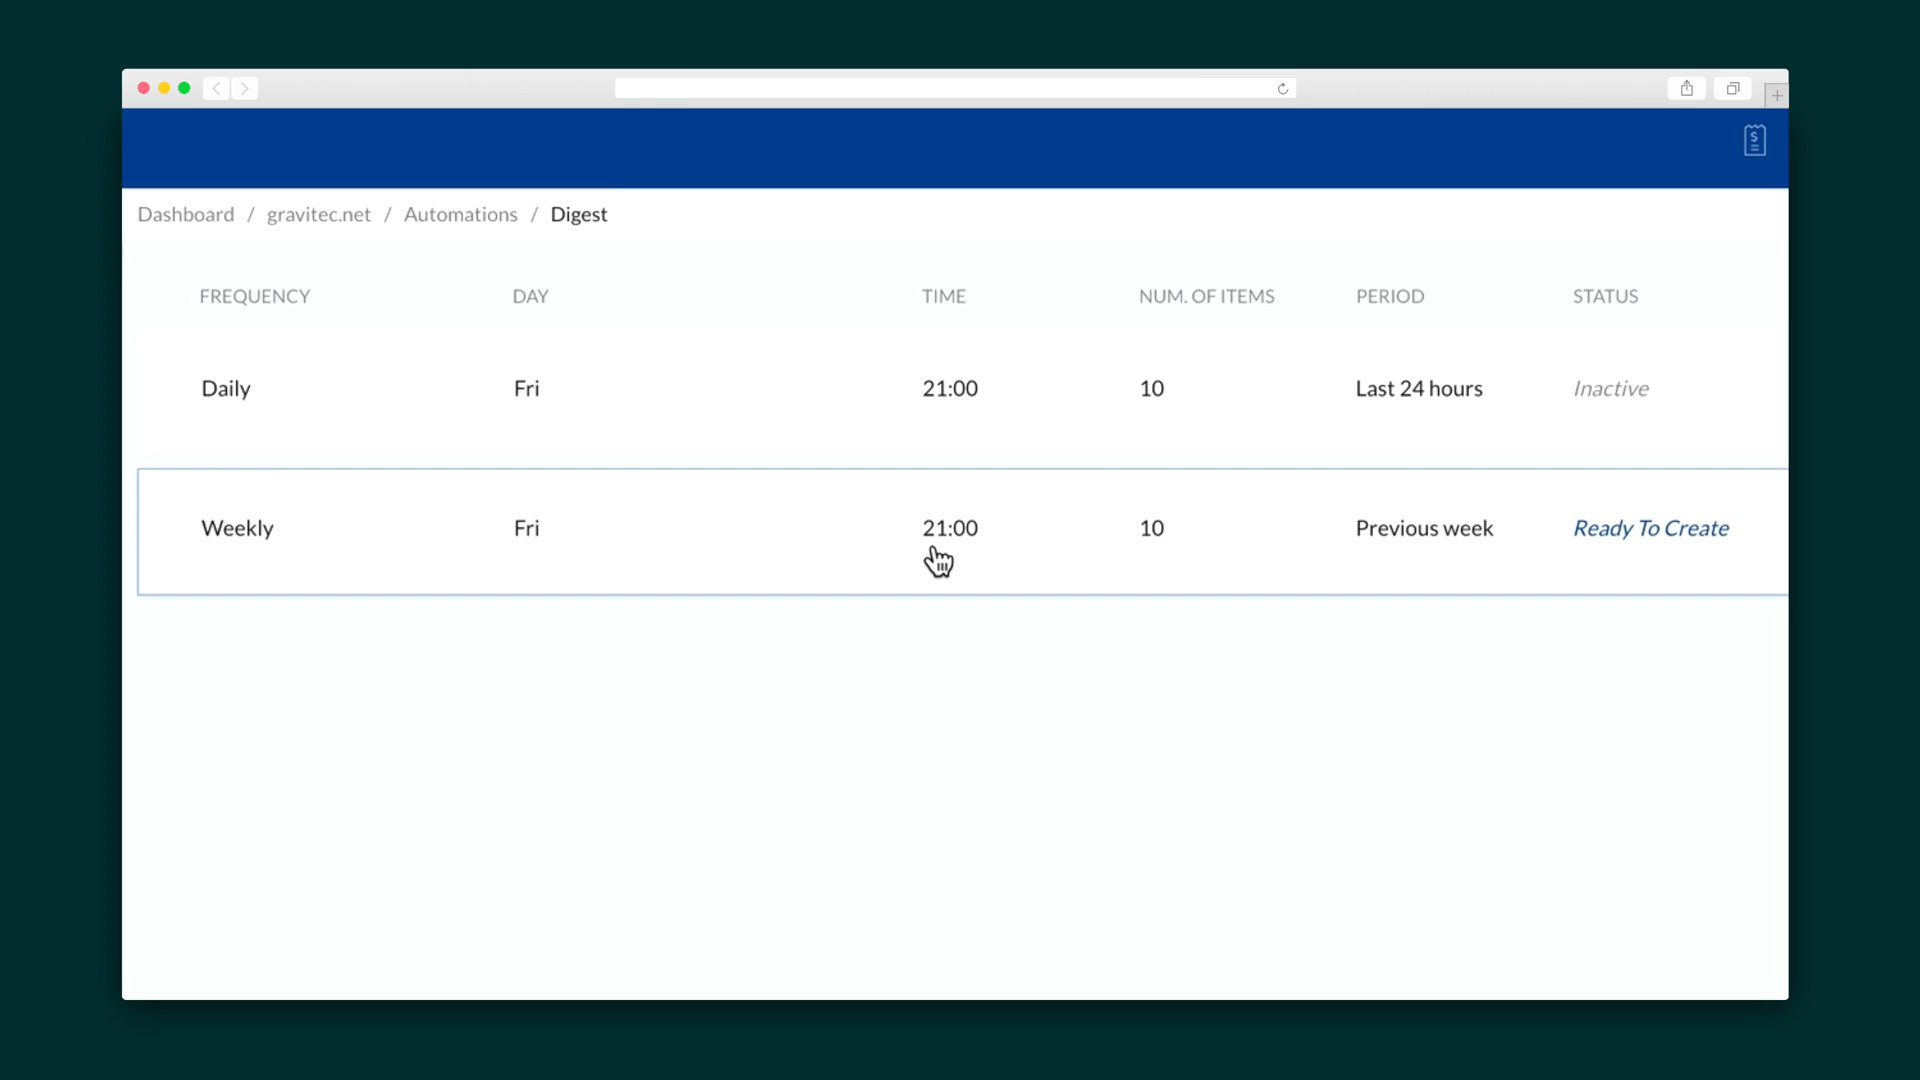 Dashboard / gravitec.net / Automations / Digest
FREQUENCY DAY TIME NUM. OF ITEMS PERIOD STATUS
Daily Fri 21:00 10 Last 24 hours Inactive
Weekly Fri 21:00 10 Previous week Ready To Create